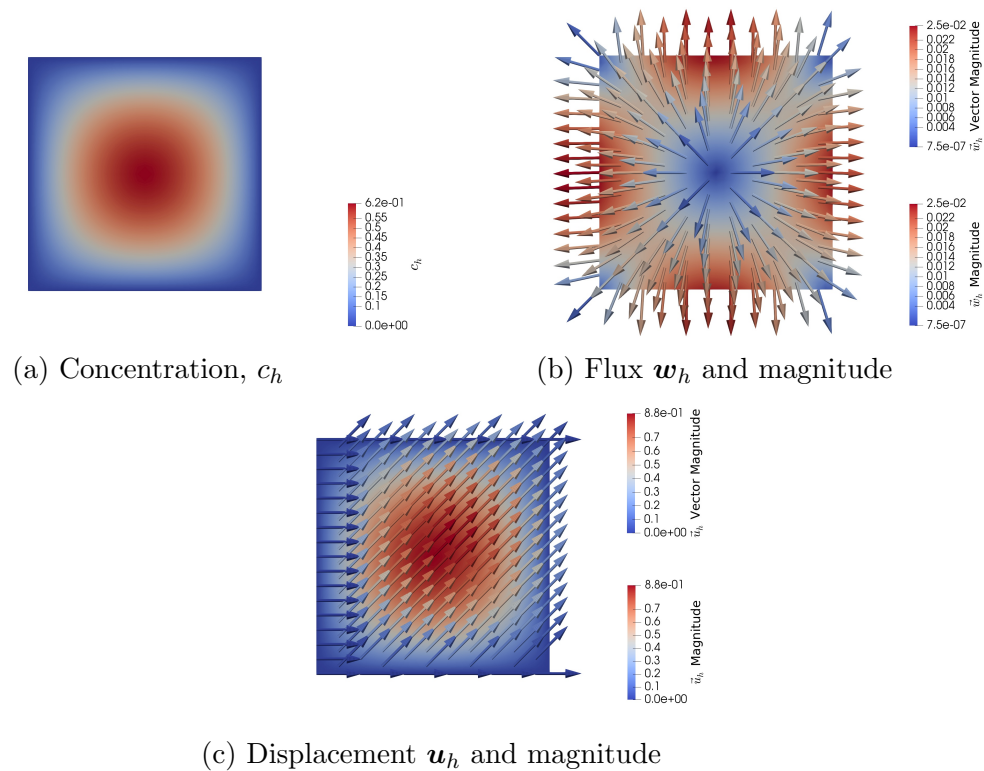 6.2e-01
0.55
0.5
0.45
0.4
0.35
0.3
0.25
0.2
0.15
0.1
0.0e+00
c_h
2.5e-02
0.022
0.02
0.018
0.016
0.014
0.012
0.01
0.008
0.006
0.004
7.5e-07
w⃗_h Vector Magnitude
2.5e-02
0.022
0.02
0.018
0.016
0.014
0.012
0.01
0.008
0.006
0.004
7.5e-07
w⃗_h Magnitude
(a) Concentration, c_h
(b) Flux w_h and magnitude
8.8e-01
0.7
0.6
0.5
0.4
0.3
0.2
0.1
0.0e+00
u⃗_h Vector Magnitude
8.8e-01
0.7
0.6
0.5
0.4
0.3
0.2
0.1
0.0e+00
u⃗_h Magnitude
(c) Displacement u_h and magnitude